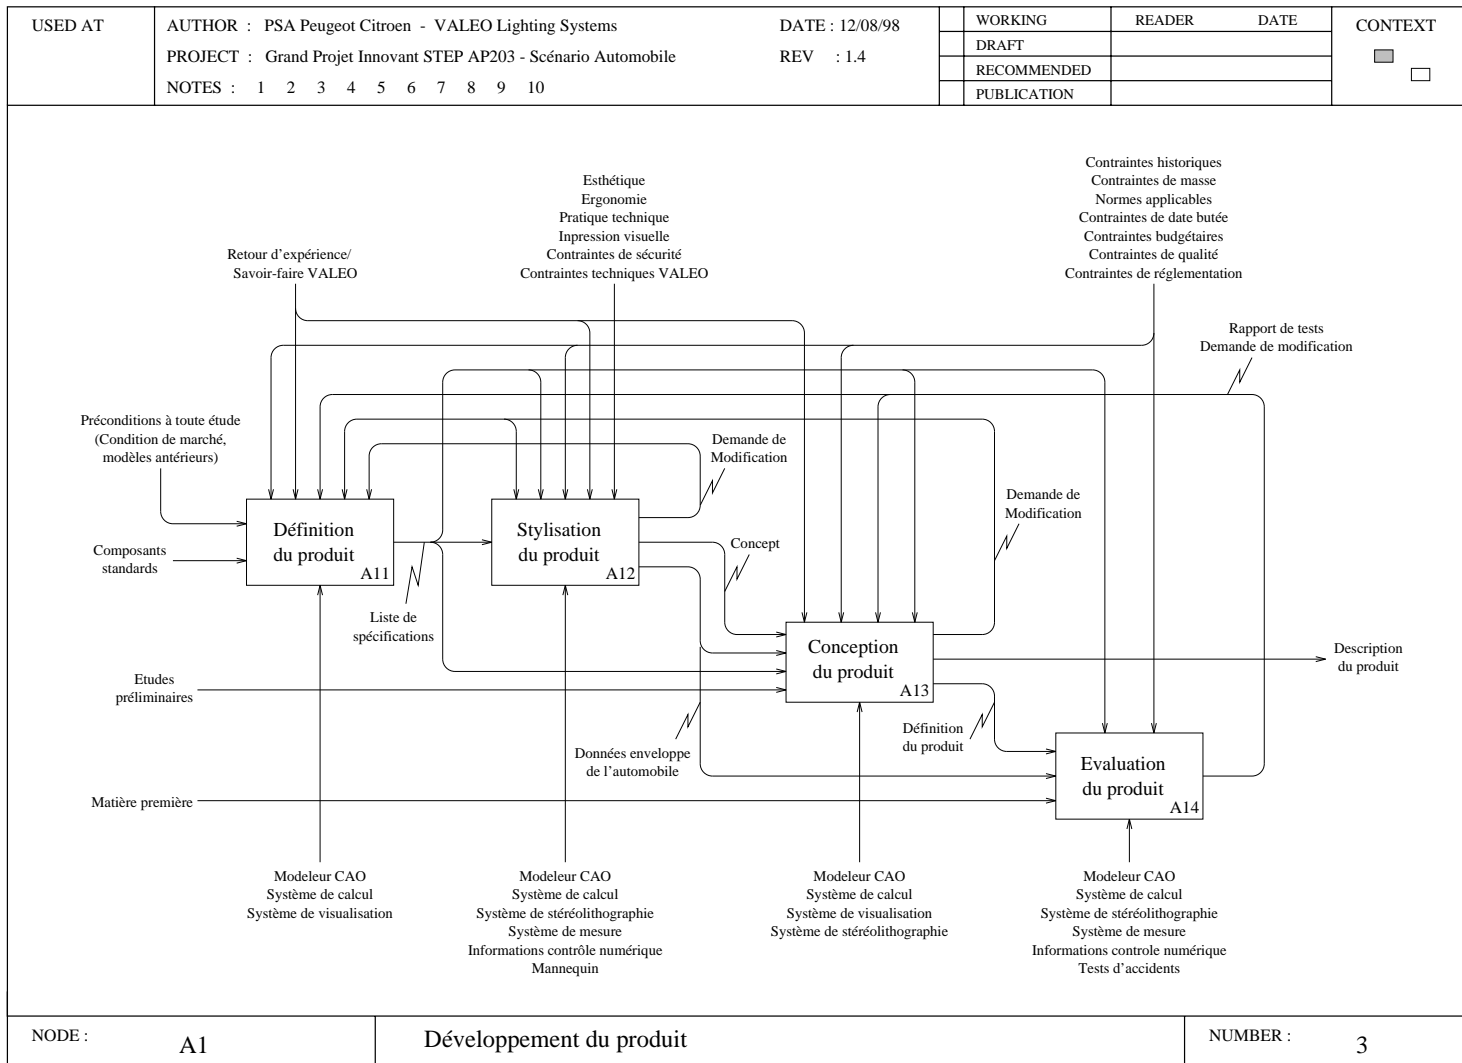 USED AT
AUTHOR : PSA Peugeot Citroen - VALEO Lighting Systems
DATE : 12/08/98
PROJECT : Grand Projet Innovant STEP AP203 - Scénario Automobile
REV : 1.4
NOTES : 1 2 3 4 5 6 7 8 9 10
WORKING
DRAFT
RECOMMENDED
PUBLICATION
READER DATE
CONTEXT
Retour d'expérience/
Savoir-faire VALEO
Esthétique
Ergonomie
Pratique technique
Inpression visuelle
Contraintes de sécurité
Contraintes techniques VALEO
Contraintes historiques
Contraintes de masse
Normes applicables
Contraintes de date butée
Contraintes budgétaires
Contraintes de qualité
Contraintes de réglementation
Rapport de tests
Demande de modification
Préconditions à toute étude
(Condition de marché,
modèles antérieurs)
Composants
standards
Définition
du produit
A11
Liste de
spécifications
Stylisation
du produit
A12
Demande de
Modification
Concept
Demande de
Modification
Conception
du produit
A13
Description
du produit
Etudes
préliminaires
Données enveloppe
de l'automobile
Définition
du produit
Evaluation
du produit
A14
Matière première
Modeleur CAO
Système de calcul
Système de visualisation
Modeleur CAO
Système de calcul
Système de stéréolithographie
Système de mesure
Informations contrôle numérique
Mannequin
Modeleur CAO
Système de calcul
Système de visualisation
Système de stéréolithographie
Modeleur CAO
Système de calcul
Système de stéréolithographie
Système de mesure
Informations controle numérique
Tests d'accidents
NODE : A1
Développement du produit
NUMBER : 3